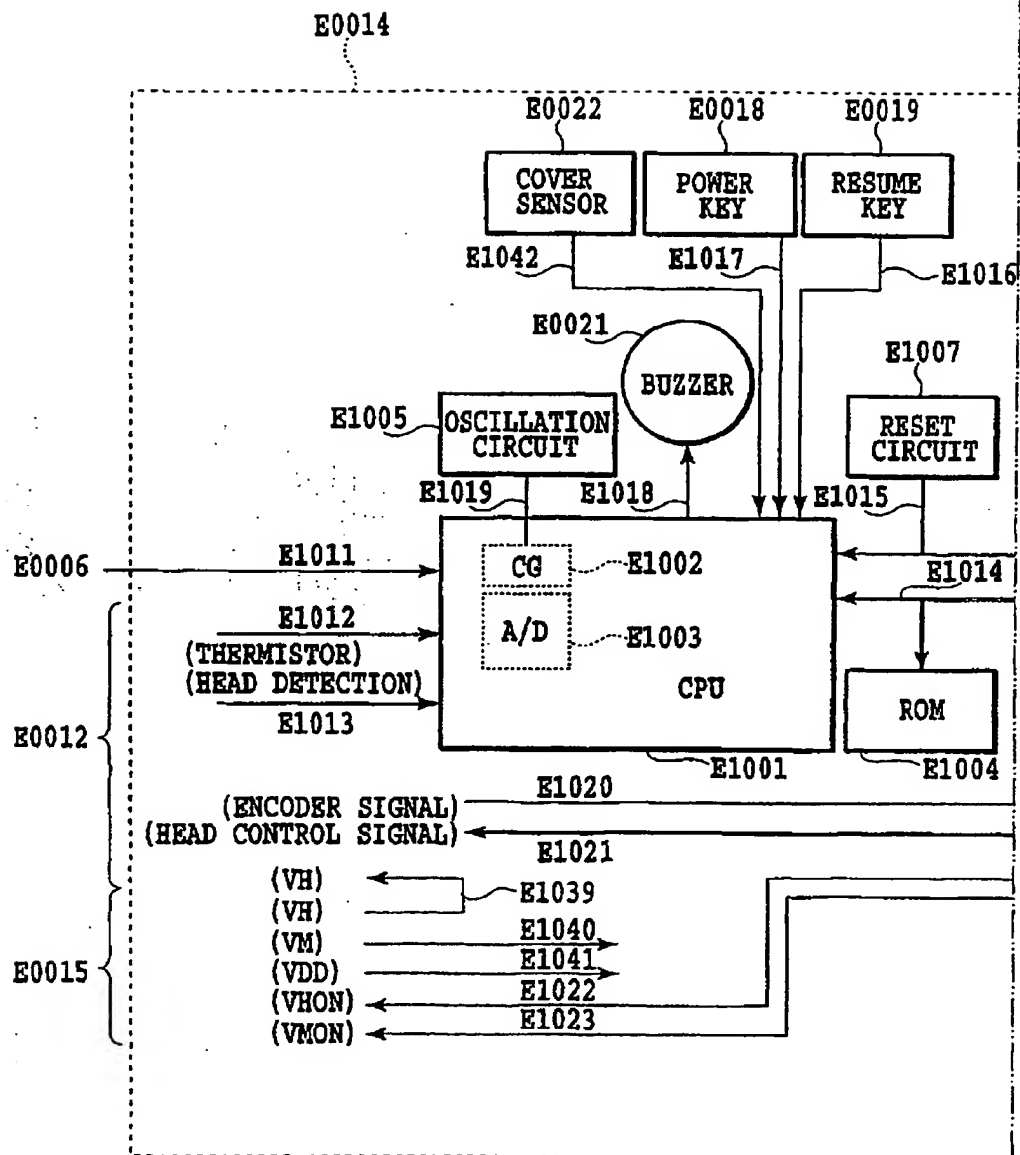 E0014
E0022 E0018 E0019
COVER SENSOR
POWER KEY
RESUME KEY
E1042 E1017 E1016
E0021
BUZZER
E1007
RESET CIRCUIT
E1005
OSCILLATION CIRCUIT
E1019 E1018 E1015
E0006 E1011
CG E1002
E1014
E1012
(THERMISTOR)
A/D E1003
(HEAD DETECTION)
E1013
CPU
ROM
E0012
E1001 E1004
E1020
(ENCODER SIGNAL)
(HEAD CONTROL SIGNAL)
E1021
(VH)
E1039
(VH)
(VM) E1040
E0015
(VDD) E1041
(VHON) E1022
(VMON) E1023